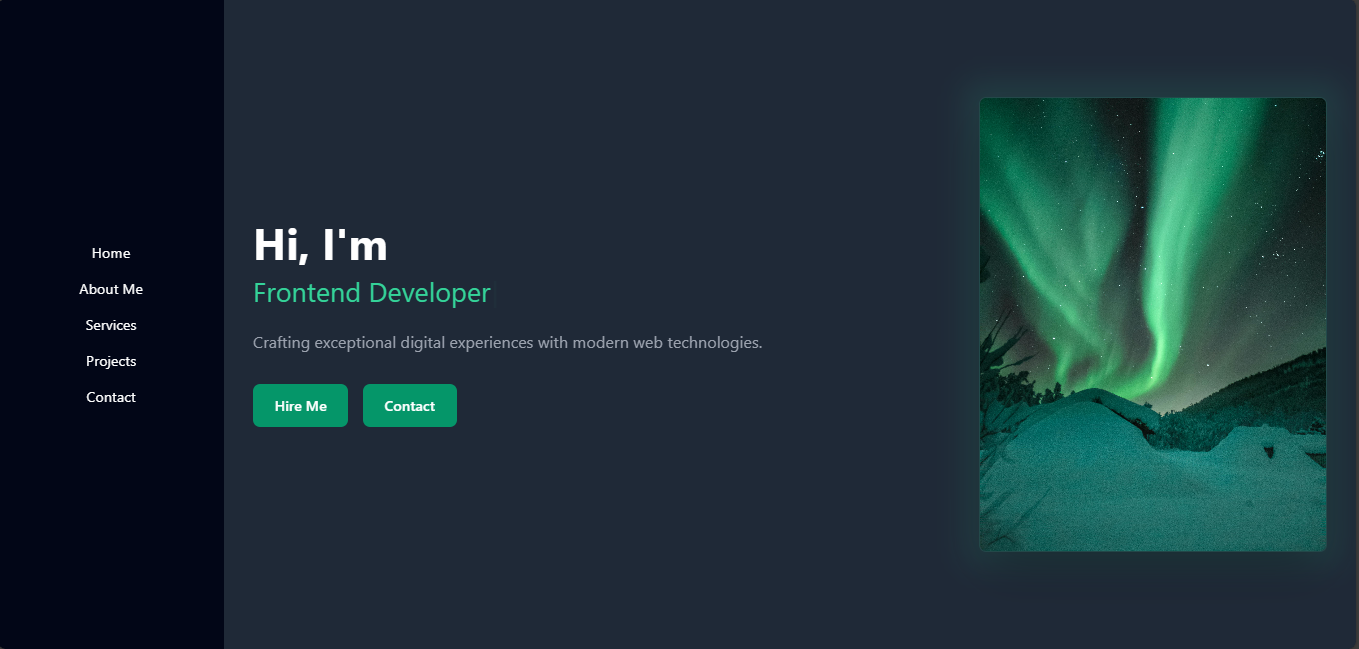 Home
About Me
Services
Projects
Contact
Hi, I'm
Frontend Developer
Crafting exceptional digital experiences with modern web technologies.
Hire Me
Contact